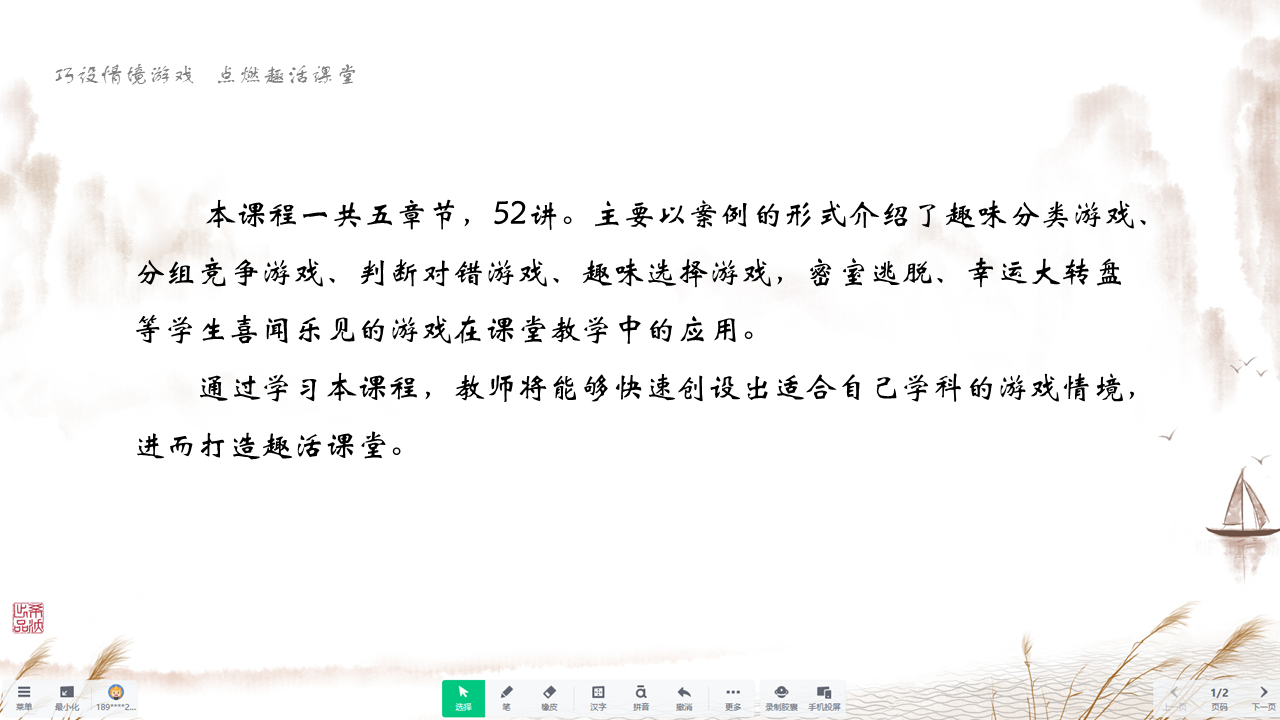 巧设情境游戏 点燃趣活课堂
本课程一共五章节，52讲。主要以案例的形式介绍了趣味分类游戏、
分组竞争游戏、判断对错游戏、趣味选择游戏，密室逃脱、幸运大转盘
等学生喜闻乐见的游戏在课堂教学中的应用。
通过学习本课程，教师将能够快速创设出适合自己学科的游戏情境，
进而打造趣活课堂。
菜单 最小化 189****2... 选择 笔 橡皮 汉字 拼音 撤消 更多 录制胶囊 手机投屏 上一页 1/2 页码 下一页